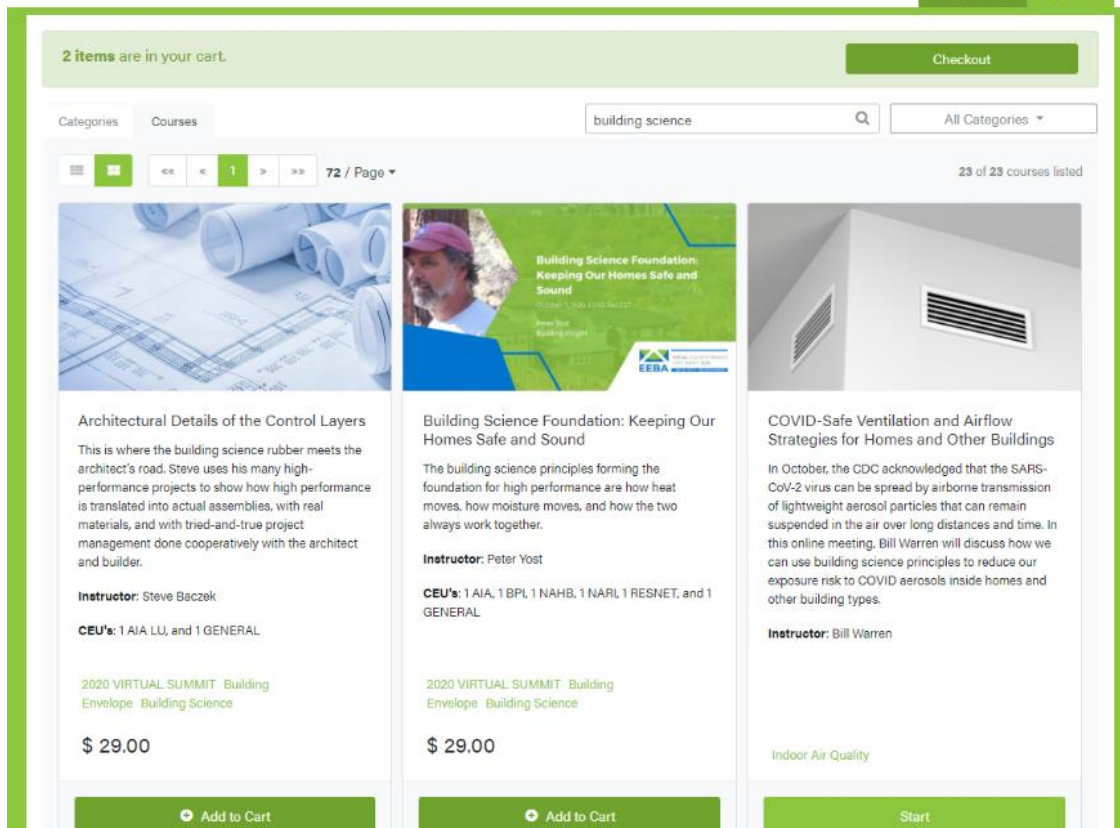 2 items are in your cart.
Checkout
Categories Courses
building science
All Categories
«« « 1 » »» 72 / Page
23 of 23 courses listed
Architectural Details of the Control Layers
This is where the building science rubber meets the
architect's road. Steve uses his many high-
performance projects to show how high performance
is translated into actual assemblies, with real
materials, and with tried-and-true project
management done cooperatively with the architect
and builder.
Instructor: Steve Baczek
CEU's: 1 AIA LU, and 1 GENERAL
2020 VIRTUAL SUMMIT Building
Envelope Building Science
$ 29.00
Add to Cart
Building Science Foundation:
Keeping Our Homes Safe and
Sound
Peter Yost
EEBA
Building Science Foundation: Keeping Our
Homes Safe and Sound
The building science principles forming the
foundation for high performance are how heat
moves, how moisture moves, and how the two
always work together.
Instructor: Peter Yost
CEU's: 1 AIA, 1 BPI, 1 NAHB, 1 NARI, 1 RESNET, and 1
GENERAL
2020 VIRTUAL SUMMIT Building
Envelope Building Science
$ 29.00
Add to Cart
COVID-Safe Ventilation and Airflow
Strategies for Homes and Other Buildings
In October, the CDC acknowledged that the SARS-
CoV-2 virus can be spread by airborne transmission
of lightweight aerosol particles that can remain
suspended in the air over long distances and time. In
this online meeting, Bill Warren will discuss how we
can use building science principles to reduce our
exposure risk to COVID aerosols inside homes and
other building types.
Instructor: Bill Warren
Indoor Air Quality
Start